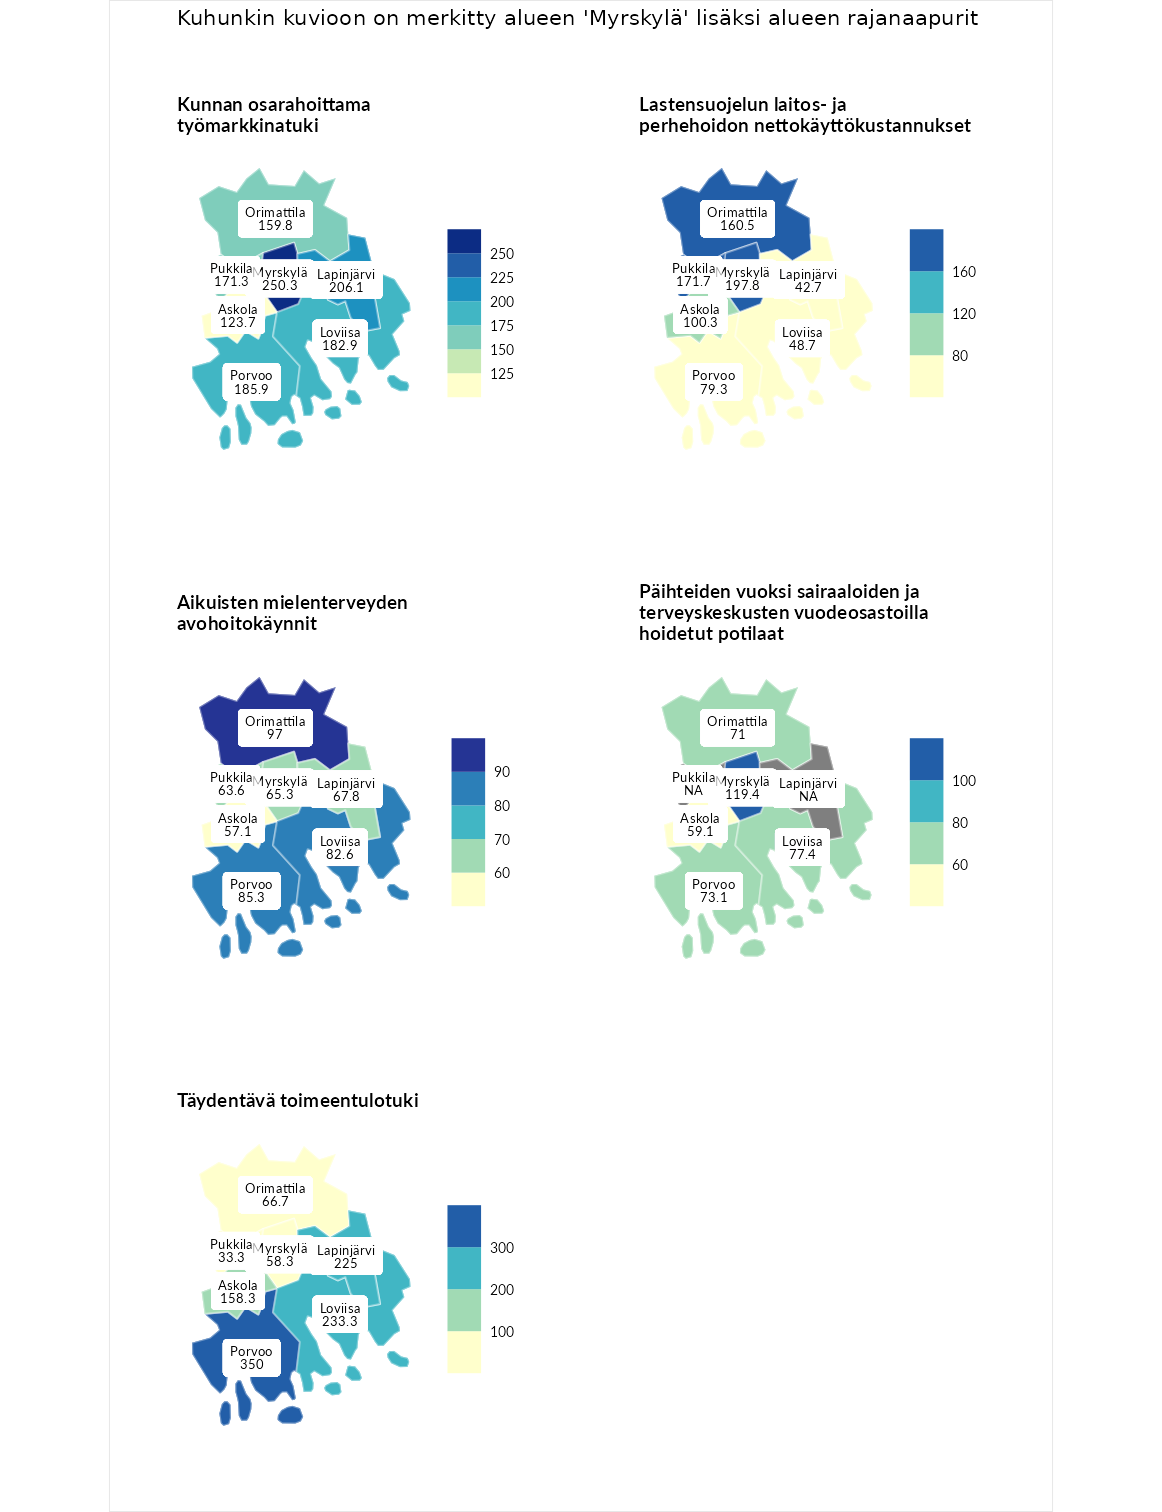 Kuhunkin kuvioon on merkitty alueen 'Myrskylä' lisäksi alueen rajanaapurit
Kunnan osarahoittama
työmarkkinatuki
Orimattila
159.8
Pukkila
171.3
Myrskylä
250.3
Lapinjärvi
206.1
Askola
123.7
Loviisa
182.9
Porvoo
185.9
250
225
200
175
150
125
Lastensuojelun laitos- ja
perhehoidon nettokäyttökustannukset
Orimattila
160.5
Pukkila
171.7
Myrskylä
197.8
Lapinjärvi
42.7
Askola
100.3
Loviisa
48.7
Porvoo
79.3
160
120
80
Aikuisten mielenterveyden
avohoitokäynnit
Orimattila
97
Pukkila
63.6
Myrskylä
65.3
Lapinjärvi
67.8
Askola
57.1
Loviisa
82.6
Porvoo
85.3
90
80
70
60
Päihteiden vuoksi sairaaloiden ja
terveyskeskusten vuodeosastoilla
hoidetut potilaat
Orimattila
71
Pukkila
NA
Myrskylä
119.4
Lapinjärvi
NA
Askola
59.1
Loviisa
77.4
Porvoo
73.1
100
80
60
Täydentävä toimeentulotuki
Orimattila
66.7
Pukkila
33.3
Myrskylä
58.3
Lapinjärvi
225
Askola
158.3
Loviisa
233.3
Porvoo
350
300
200
100